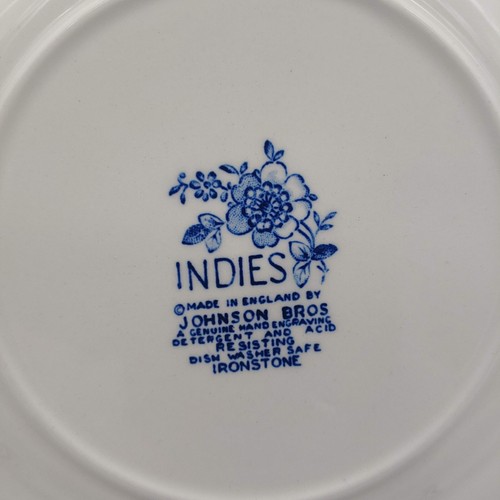 INDIES
©MADE IN ENGLAND BY
JOHNSON BROS
A GENUINE HAND ENGRAVING
DETERGENT AND ACID
RESISTING
DISH WASHER SAFE
IRONSTONE